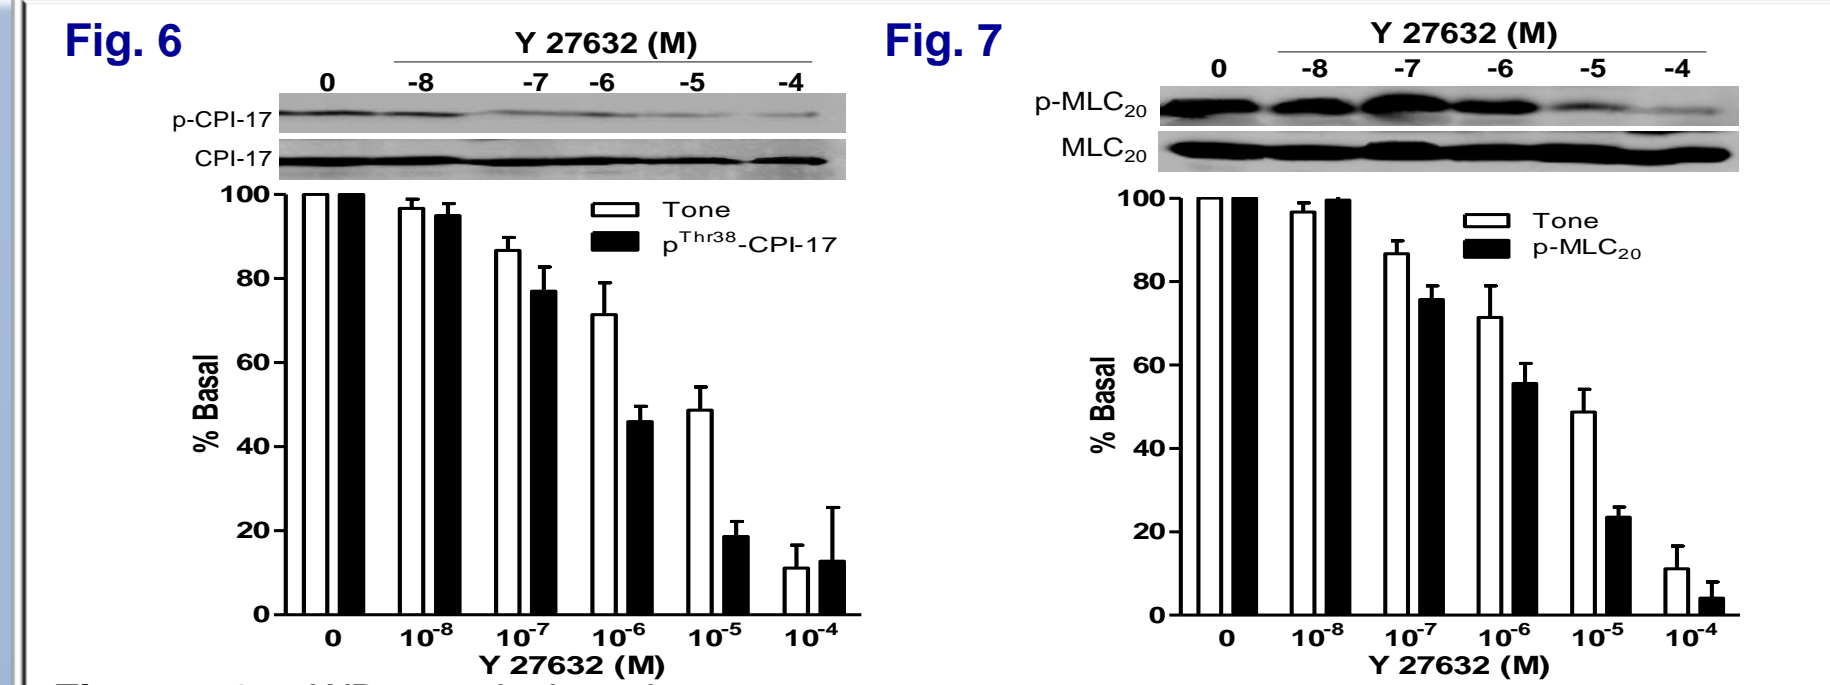 Fig. 6
Y 27632 (M)
0 -8 -7 -6 -5 -4
p-CPI-17
CPI-17
Tone
pThr38-CPI-17
100
80
60
40
20
0
% Basal
0 10-8 10-7 10-6 10-5 10-4
Y 27632 (M)
Fig. 7
Y 27632 (M)
0 -8 -7 -6 -5 -4
p-MLC20
MLC20
Tone
p-MLC20
100
80
60
40
20
0
% Basal
0 10-8 10-7 10-6 10-5 10-4
Y 27632 (M)